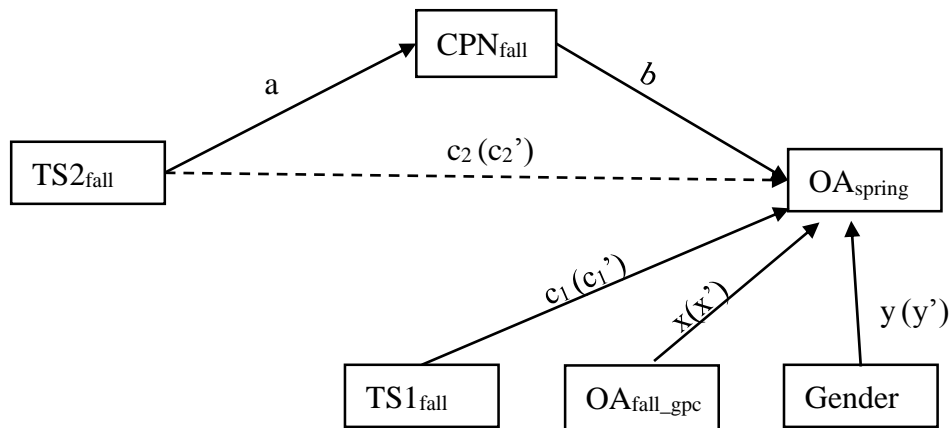 CPNfall
a
b
c2 (c2’)
TS2fall
OAspring
c1 (c1’)
x(x’)
y (y’)
TS1fall
OAfall_gpc
Gender